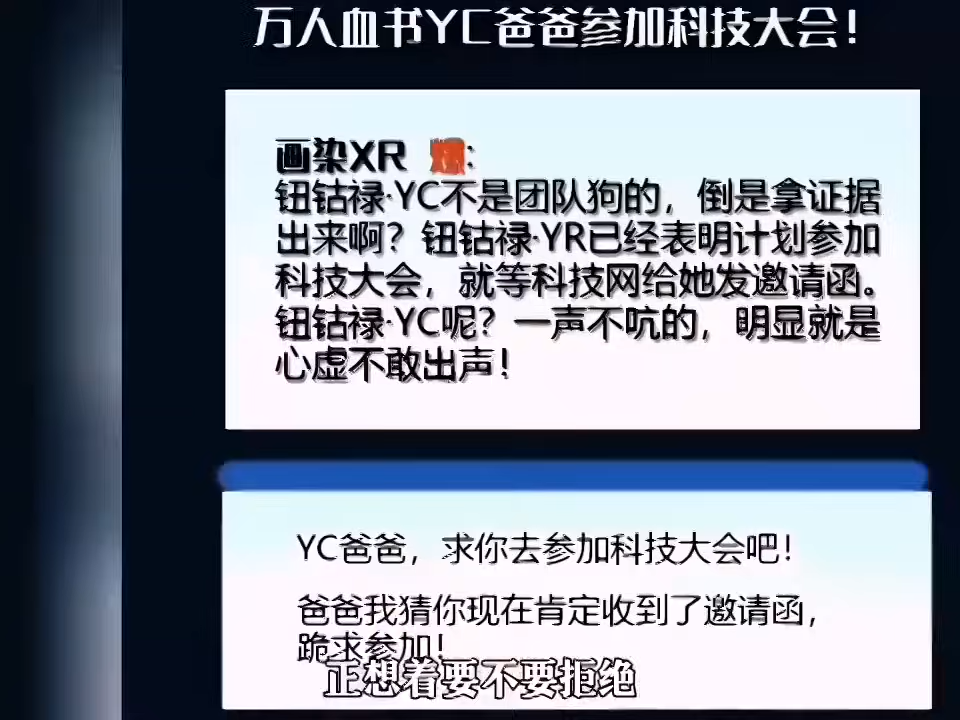 万人血书YC爸爸参加科技大会！
画染XR 爆：
钮钴禄·YC不是团队狗的，倒是拿证据
出来啊？钮钴禄·YR已经表明计划参加
科技大会，就等科技网给她发邀请函。
钮钴禄·YC呢？一声不吭的，明显就是
心虚不敢出声！
YC爸爸，求你去参加科技大会吧！
爸爸我猜你现在肯定收到了邀请函，
跪求参加！
正想着要不要拒绝